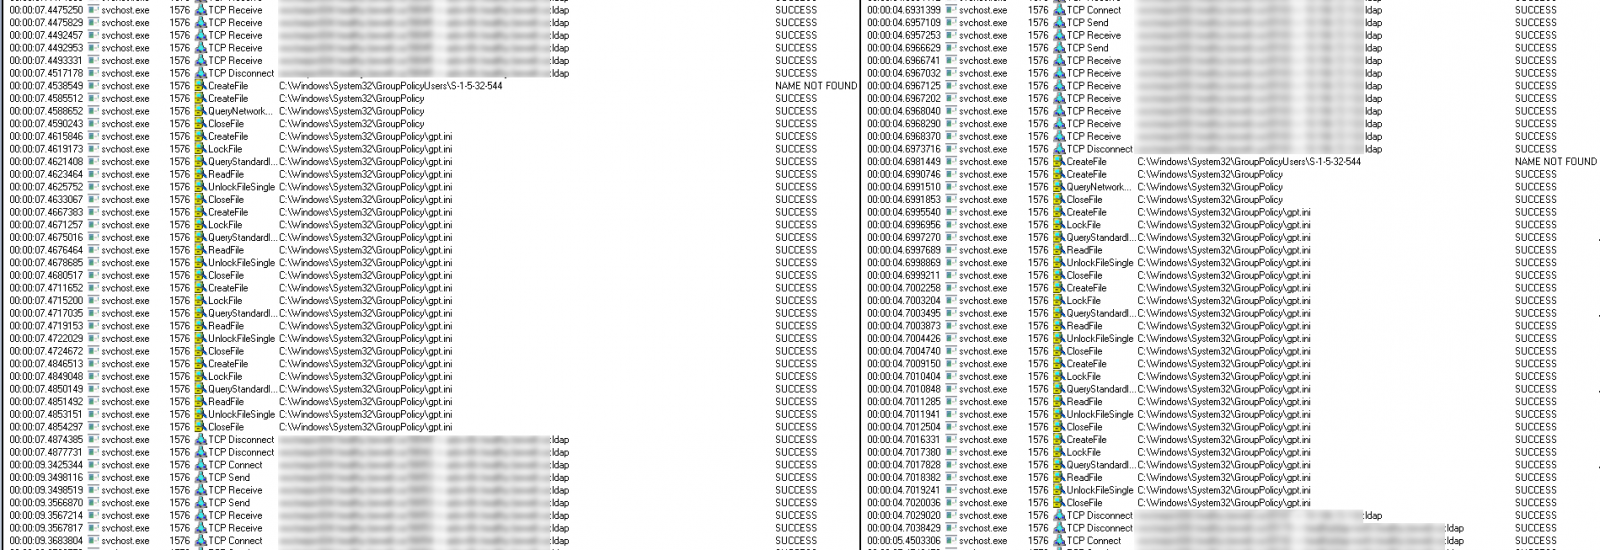 00:00:07.4475250 svchost.exe 1576 TCP Receive :ldap SUCCESS
00:00:07.4475829 svchost.exe 1576 TCP Receive :ldap SUCCESS
00:00:07.4492457 svchost.exe 1576 TCP Receive :ldap SUCCESS
00:00:07.4492953 svchost.exe 1576 TCP Receive :ldap SUCCESS
00:00:07.4493331 svchost.exe 1576 TCP Receive :ldap SUCCESS
00:00:07.4517178 svchost.exe 1576 TCP Disconnect :ldap SUCCESS
00:00:07.4538549 svchost.exe 1576 CreateFile C:\Windows\System32\GroupPolicyUsers\S-1-5-32-544 NAME NOT FOUND
00:00:07.4585512 svchost.exe 1576 CreateFile C:\Windows\System32\GroupPolicy SUCCESS
00:00:07.4588652 svchost.exe 1576 QueryNetwork... C:\Windows\System32\GroupPolicy SUCCESS
00:00:07.4590243 svchost.exe 1576 CloseFile C:\Windows\System32\GroupPolicy SUCCESS
00:00:07.4615846 svchost.exe 1576 CreateFile C:\Windows\System32\GroupPolicy\gpt.ini SUCCESS
00:00:07.4619173 svchost.exe 1576 LockFile C:\Windows\System32\GroupPolicy\gpt.ini SUCCESS
00:00:07.4621408 svchost.exe 1576 QueryStandardI... C:\Windows\System32\GroupPolicy\gpt.ini SUCCESS
00:00:07.4623464 svchost.exe 1576 ReadFile C:\Windows\System32\GroupPolicy\gpt.ini SUCCESS
00:00:07.4625752 svchost.exe 1576 UnlockFileSingle C:\Windows\System32\GroupPolicy\gpt.ini SUCCESS
00:00:07.4633067 svchost.exe 1576 CloseFile C:\Windows\System32\GroupPolicy\gpt.ini SUCCESS
00:00:07.4667383 svchost.exe 1576 CreateFile C:\Windows\System32\GroupPolicy\gpt.ini SUCCESS
00:00:07.4671257 svchost.exe 1576 LockFile C:\Windows\System32\GroupPolicy\gpt.ini SUCCESS
00:00:07.4675016 svchost.exe 1576 QueryStandardI... C:\Windows\System32\GroupPolicy\gpt.ini SUCCESS
00:00:07.4676464 svchost.exe 1576 ReadFile C:\Windows\System32\GroupPolicy\gpt.ini SUCCESS
00:00:07.4678685 svchost.exe 1576 UnlockFileSingle C:\Windows\System32\GroupPolicy\gpt.ini SUCCESS
00:00:07.4680517 svchost.exe 1576 CloseFile C:\Windows\System32\GroupPolicy\gpt.ini SUCCESS
00:00:07.4711652 svchost.exe 1576 CreateFile C:\Windows\System32\GroupPolicy\gpt.ini SUCCESS
00:00:07.4715200 svchost.exe 1576 LockFile C:\Windows\System32\GroupPolicy\gpt.ini SUCCESS
00:00:07.4717035 svchost.exe 1576 QueryStandardI... C:\Windows\System32\GroupPolicy\gpt.ini SUCCESS
00:00:07.4719153 svchost.exe 1576 ReadFile C:\Windows\System32\GroupPolicy\gpt.ini SUCCESS
00:00:07.4722029 svchost.exe 1576 UnlockFileSingle C:\Windows\System32\GroupPolicy\gpt.ini SUCCESS
00:00:07.4724672 svchost.exe 1576 CloseFile C:\Windows\System32\GroupPolicy\gpt.ini SUCCESS
00:00:07.4846513 svchost.exe 1576 CreateFile C:\Windows\System32\GroupPolicy\gpt.ini SUCCESS
00:00:07.4849048 svchost.exe 1576 LockFile C:\Windows\System32\GroupPolicy\gpt.ini SUCCESS
00:00:07.4850149 svchost.exe 1576 QueryStandardI... C:\Windows\System32\GroupPolicy\gpt.ini SUCCESS
00:00:07.4851492 svchost.exe 1576 ReadFile C:\Windows\System32\GroupPolicy\gpt.ini SUCCESS
00:00:07.4853151 svchost.exe 1576 UnlockFileSingle C:\Windows\System32\GroupPolicy\gpt.ini SUCCESS
00:00:07.4854297 svchost.exe 1576 CloseFile C:\Windows\System32\GroupPolicy\gpt.ini SUCCESS
00:00:07.4874385 svchost.exe 1576 TCP Disconnect :ldap SUCCESS
00:00:07.4877731 svchost.exe 1576 TCP Disconnect :ldap SUCCESS
00:00:09.3425344 svchost.exe 1576 TCP Connect :ldap SUCCESS
00:00:09.3498116 svchost.exe 1576 TCP Send :ldap SUCCESS
00:00:09.3498519 svchost.exe 1576 TCP Receive :ldap SUCCESS
00:00:09.3566870 svchost.exe 1576 TCP Send :ldap SUCCESS
00:00:09.3567214 svchost.exe 1576 TCP Receive :ldap SUCCESS
00:00:09.3567817 svchost.exe 1576 TCP Receive :ldap SUCCESS
00:00:09.3683804 svchost.exe 1576 TCP Connect :ldap SUCCESS
00:00:04.6931399 svchost.exe 1576 TCP Connect ldap SUCCESS
00:00:04.6957109 svchost.exe 1576 TCP Send ldap SUCCESS
00:00:04.6957253 svchost.exe 1576 TCP Receive ldap SUCCESS
00:00:04.6966629 svchost.exe 1576 TCP Send ldap SUCCESS
00:00:04.6966741 svchost.exe 1576 TCP Receive ldap SUCCESS
00:00:04.6967032 svchost.exe 1576 TCP Receive ldap SUCCESS
00:00:04.6967125 svchost.exe 1576 TCP Receive ldap SUCCESS
00:00:04.6967202 svchost.exe 1576 TCP Receive ldap SUCCESS
00:00:04.6968040 svchost.exe 1576 TCP Receive ldap SUCCESS
00:00:04.6968290 svchost.exe 1576 TCP Receive ldap SUCCESS
00:00:04.6968370 svchost.exe 1576 TCP Receive ldap SUCCESS
00:00:04.6973716 svchost.exe 1576 TCP Disconnect ldap SUCCESS
00:00:04.6981449 svchost.exe 1576 CreateFile C:\Windows\System32\GroupPolicyUsers\S-1-5-32-544 NAME NOT FOUND
00:00:04.6990746 svchost.exe 1576 CreateFile C:\Windows\System32\GroupPolicy SUCCESS
00:00:04.6991510 svchost.exe 1576 QueryNetwork... C:\Windows\System32\GroupPolicy SUCCESS
00:00:04.6991853 svchost.exe 1576 CloseFile C:\Windows\System32\GroupPolicy SUCCESS
00:00:04.6995540 svchost.exe 1576 CreateFile C:\Windows\System32\GroupPolicy\gpt.ini SUCCESS
00:00:04.6996956 svchost.exe 1576 LockFile C:\Windows\System32\GroupPolicy\gpt.ini SUCCESS
00:00:04.6997270 svchost.exe 1576 QueryStandardI... C:\Windows\System32\GroupPolicy\gpt.ini SUCCESS
00:00:04.6997689 svchost.exe 1576 ReadFile C:\Windows\System32\GroupPolicy\gpt.ini SUCCESS
00:00:04.6998869 svchost.exe 1576 UnlockFileSingle C:\Windows\System32\GroupPolicy\gpt.ini SUCCESS
00:00:04.6999211 svchost.exe 1576 CloseFile C:\Windows\System32\GroupPolicy\gpt.ini SUCCESS
00:00:04.7002258 svchost.exe 1576 CreateFile C:\Windows\System32\GroupPolicy\gpt.ini SUCCESS
00:00:04.7003204 svchost.exe 1576 LockFile C:\Windows\System32\GroupPolicy\gpt.ini SUCCESS
00:00:04.7003495 svchost.exe 1576 QueryStandardI... C:\Windows\System32\GroupPolicy\gpt.ini SUCCESS
00:00:04.7003873 svchost.exe 1576 ReadFile C:\Windows\System32\GroupPolicy\gpt.ini SUCCESS
00:00:04.7004426 svchost.exe 1576 UnlockFileSingle C:\Windows\System32\GroupPolicy\gpt.ini SUCCESS
00:00:04.7004740 svchost.exe 1576 CloseFile C:\Windows\System32\GroupPolicy\gpt.ini SUCCESS
00:00:04.7009150 svchost.exe 1576 CreateFile C:\Windows\System32\GroupPolicy\gpt.ini SUCCESS
00:00:04.7010404 svchost.exe 1576 LockFile C:\Windows\System32\GroupPolicy\gpt.ini SUCCESS
00:00:04.7010848 svchost.exe 1576 QueryStandardI... C:\Windows\System32\GroupPolicy\gpt.ini SUCCESS
00:00:04.7011285 svchost.exe 1576 ReadFile C:\Windows\System32\GroupPolicy\gpt.ini SUCCESS
00:00:04.7011941 svchost.exe 1576 UnlockFileSingle C:\Windows\System32\GroupPolicy\gpt.ini SUCCESS
00:00:04.7012504 svchost.exe 1576 CloseFile C:\Windows\System32\GroupPolicy\gpt.ini SUCCESS
00:00:04.7016331 svchost.exe 1576 CreateFile C:\Windows\System32\GroupPolicy\gpt.ini SUCCESS
00:00:04.7017380 svchost.exe 1576 LockFile C:\Windows\System32\GroupPolicy\gpt.ini SUCCESS
00:00:04.7017828 svchost.exe 1576 QueryStandardI... C:\Windows\System32\GroupPolicy\gpt.ini SUCCESS
00:00:04.7018382 svchost.exe 1576 ReadFile C:\Windows\System32\GroupPolicy\gpt.ini SUCCESS
00:00:04.7019241 svchost.exe 1576 UnlockFileSingle C:\Windows\System32\GroupPolicy\gpt.ini SUCCESS
00:00:04.7020036 svchost.exe 1576 CloseFile C:\Windows\System32\GroupPolicy\gpt.ini SUCCESS
00:00:04.7029020 svchost.exe 1576 TCP Disconnect :ldap SUCCESS
00:00:04.7038429 svchost.exe 1576 TCP Disconnect :ldap SUCCESS
00:00:05.4503306 svchost.exe 1576 TCP Connect :ldap SUCCESS